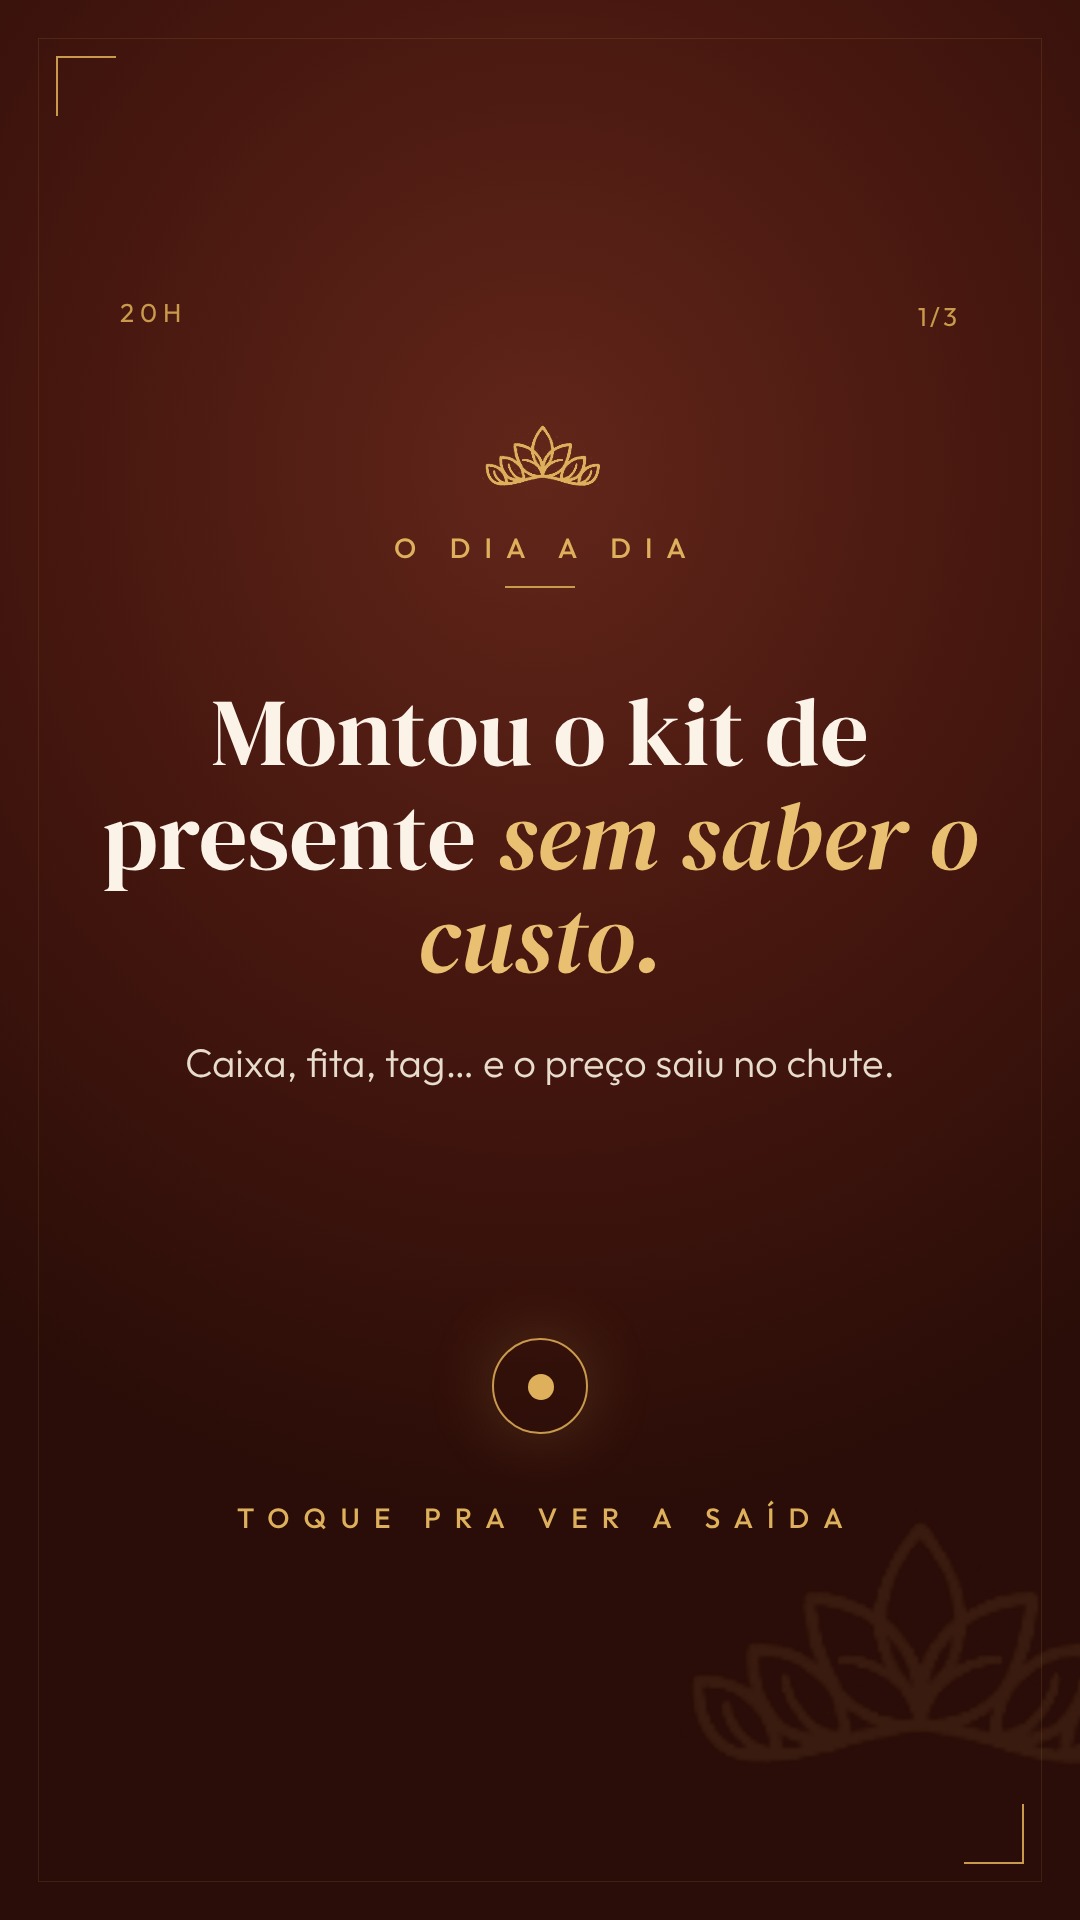 20H
1/3
O DIA A DIA
Montou o kit de
presente sem saber o
custo.
Caixa, fita, tag... e o preço saiu no chute.
TOQUE PRA VER A SAÍDA